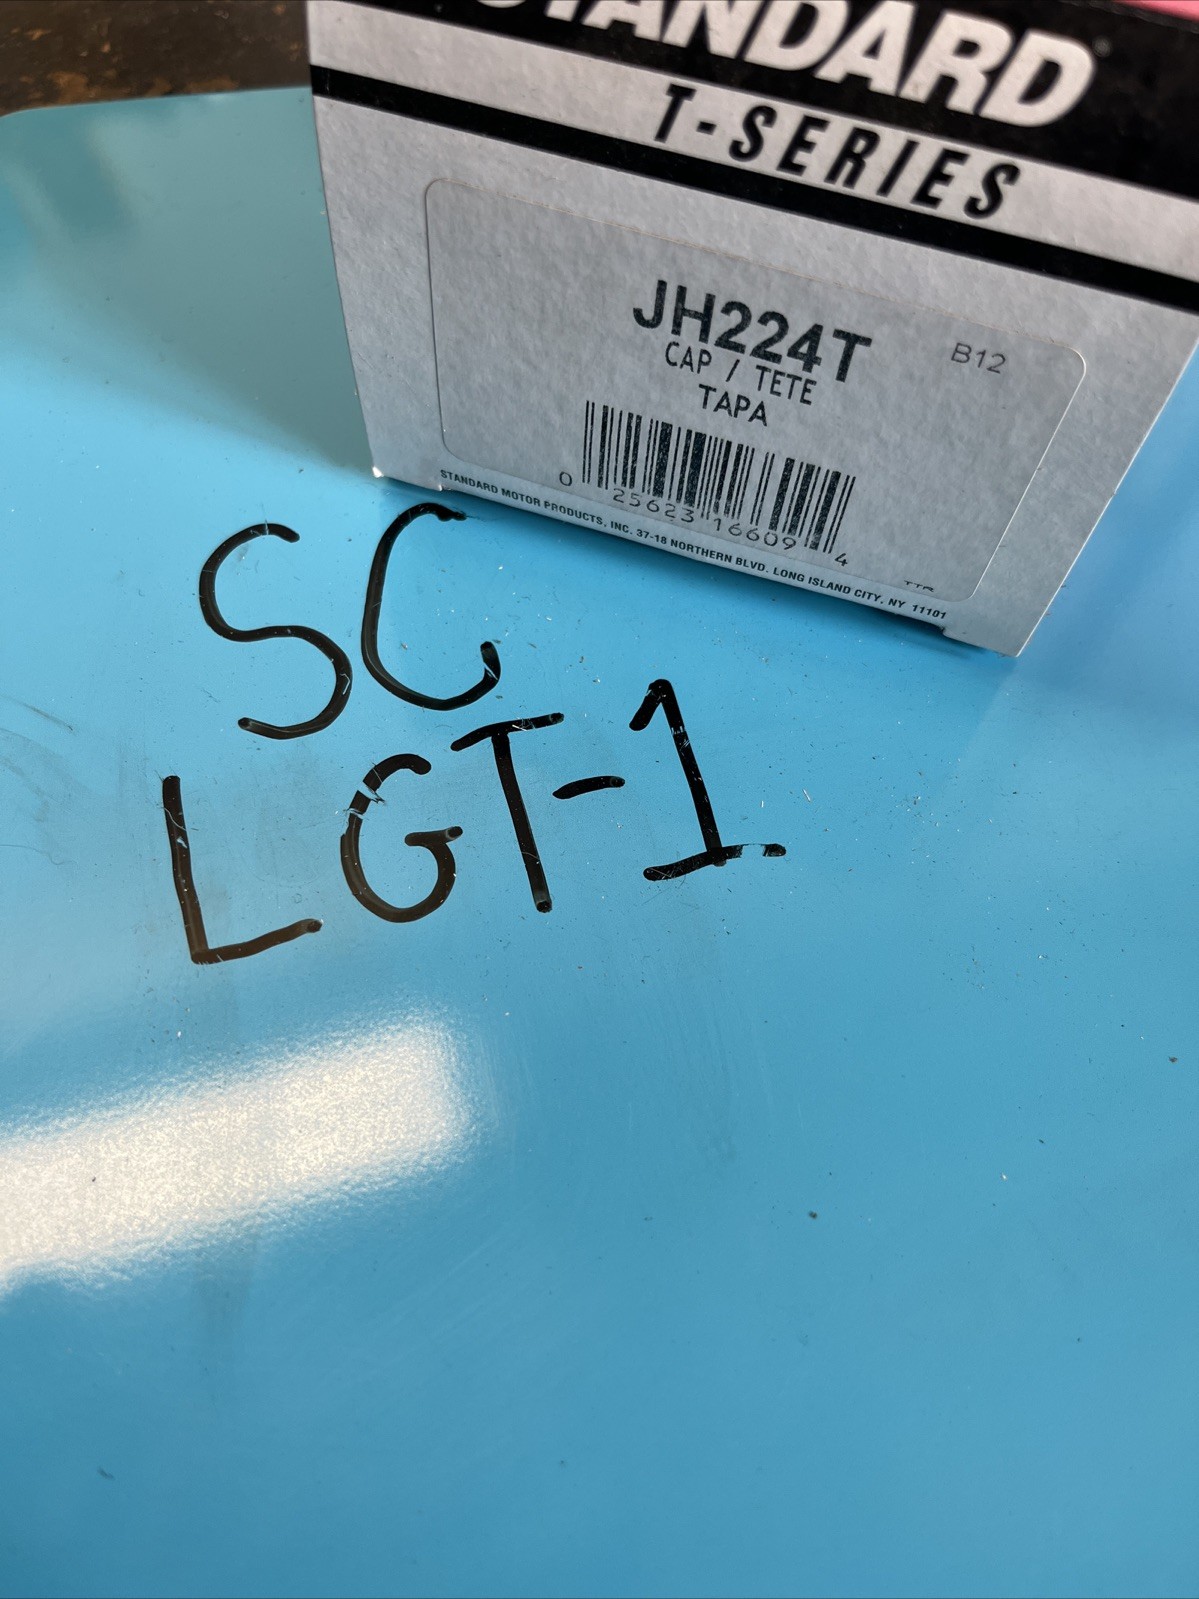 STANDARD®
T-SERIES
JH224T
B12
CAP / TETE
TAPA
0 25623 16609 4
STANDARD MOTOR PRODUCTS, INC. 37-18 NORTHERN BLVD. LONG ISLAND CITY, NY 11101
TTR
SC
LGT-1